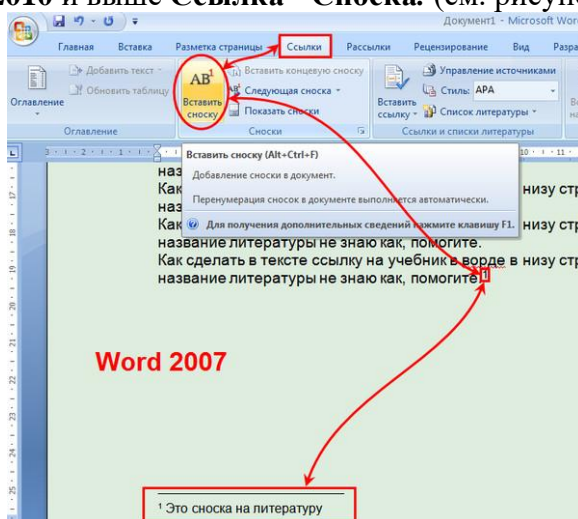 2010 и выше Ссылка - Сноска. (см. рисунок
Документ1 - Microsoft Word
Главная Вставка Разметка страницы Ссылки Рассылки Рецензирование Вид Разра
Оглавление
Добавить текст
Обновить таблицу
Оглавление
AB¹
Вставить сноску
Вставить концевую сноску
Следующая сноска
Показать сноски
Сноски
Вставить ссылку
Управление источниками
Стиль: APA
Список литературы
Ссылки и списки литературы
Вставить сноску (Alt+Ctrl+F)
Добавление сноски в документ.
Перенумерация сносок в документе выполняется автоматически.
Для получения дополнительных сведений нажмите клавишу F1.
наз
Как низу стр
наз
Как низу стр
название литературы не знаю как, помогите.
Как сделать в тексте ссылку на учебник в ворде в низу стр
название литературы не знаю как, помогите.¹
Word 2007
¹ Это сноска на литературу